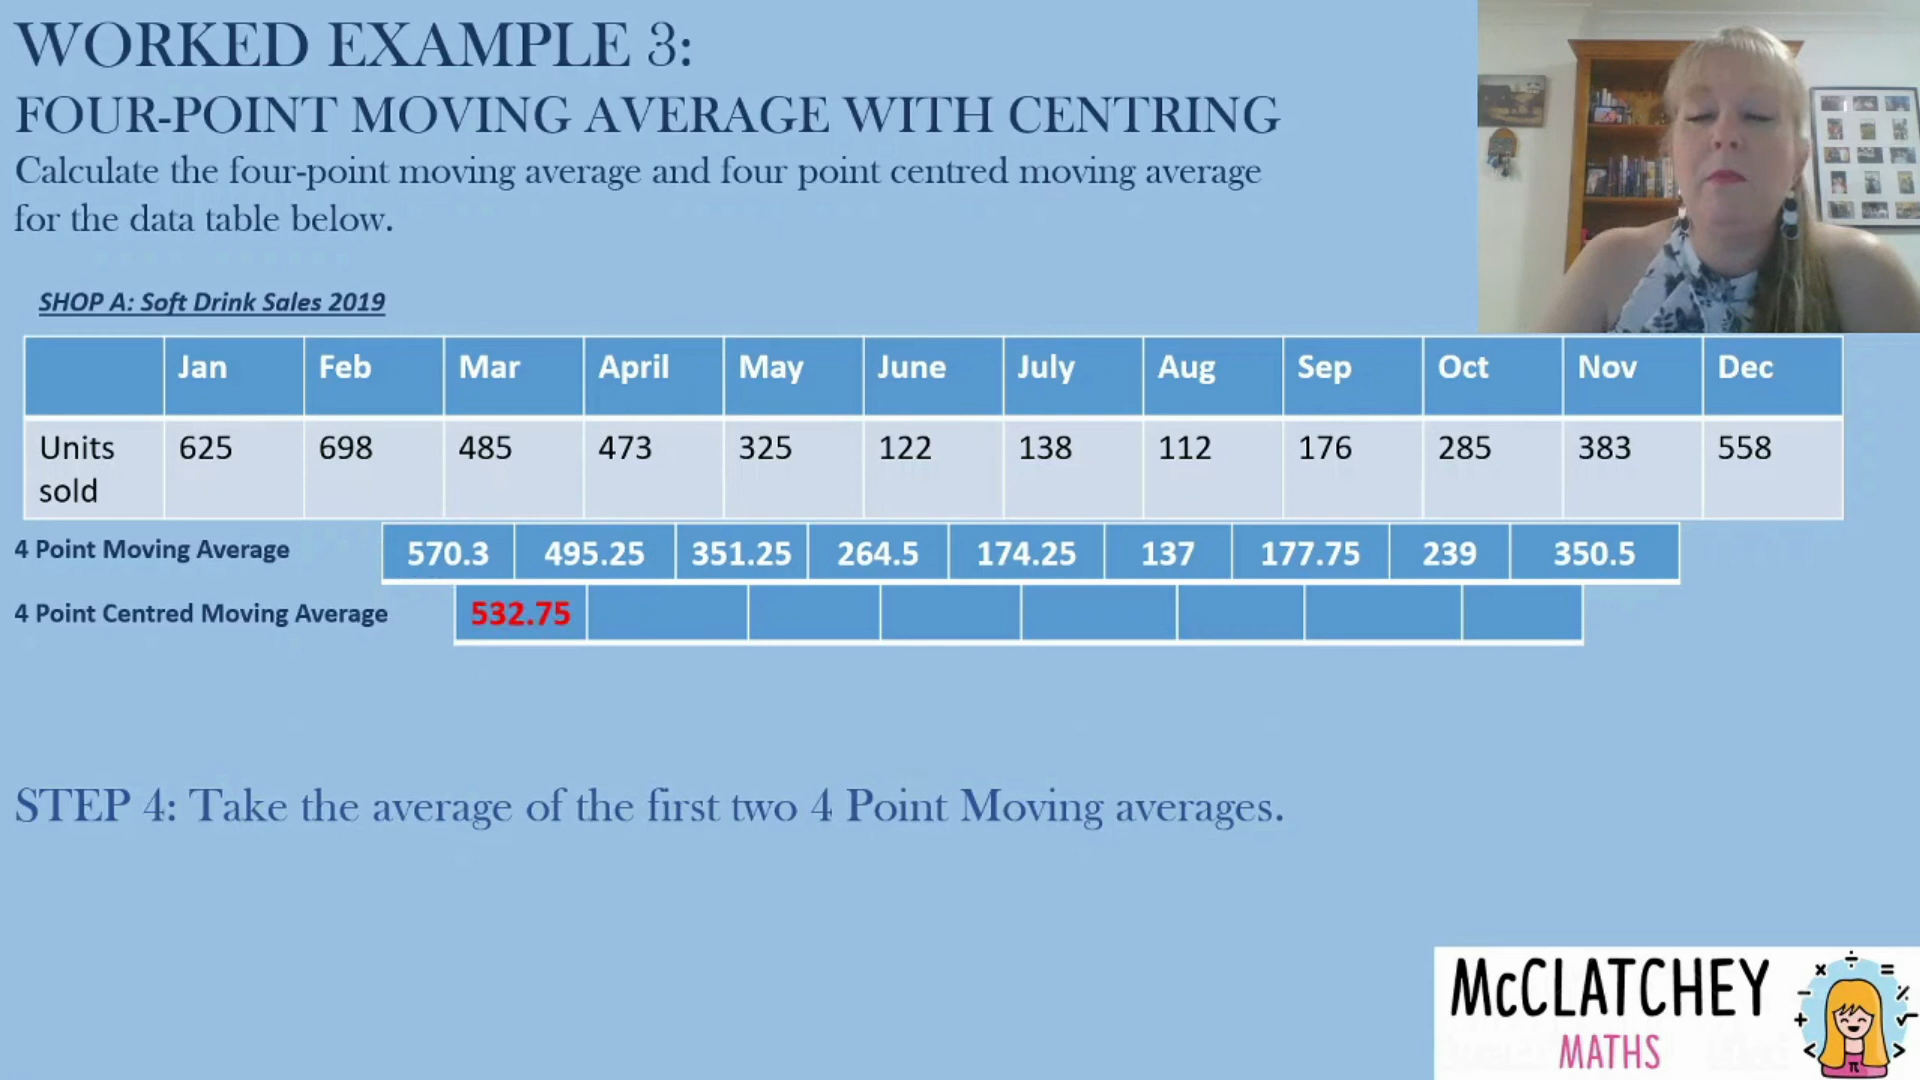 WORKED EXAMPLE 3:
FOUR-POINT MOVING AVERAGE WITH CENTRING
Calculate the four-point moving average and four point centred moving average
for the data table below.
SHOP A: Soft Drink Sales 2019
Jan Feb Mar April May June July Aug Sep Oct Nov Dec
Units 625 698 485 473 325 122 138 112 176 285 383 558
sold
4 Point Moving Average 570.3 495.25 351.25 264.5 174.25 137 177.75 239 350.5
4 Point Centred Moving Average 532.75
STEP 4: Take the average of the first two 4 Point Moving averages.
McCLATCHEY
MATHS